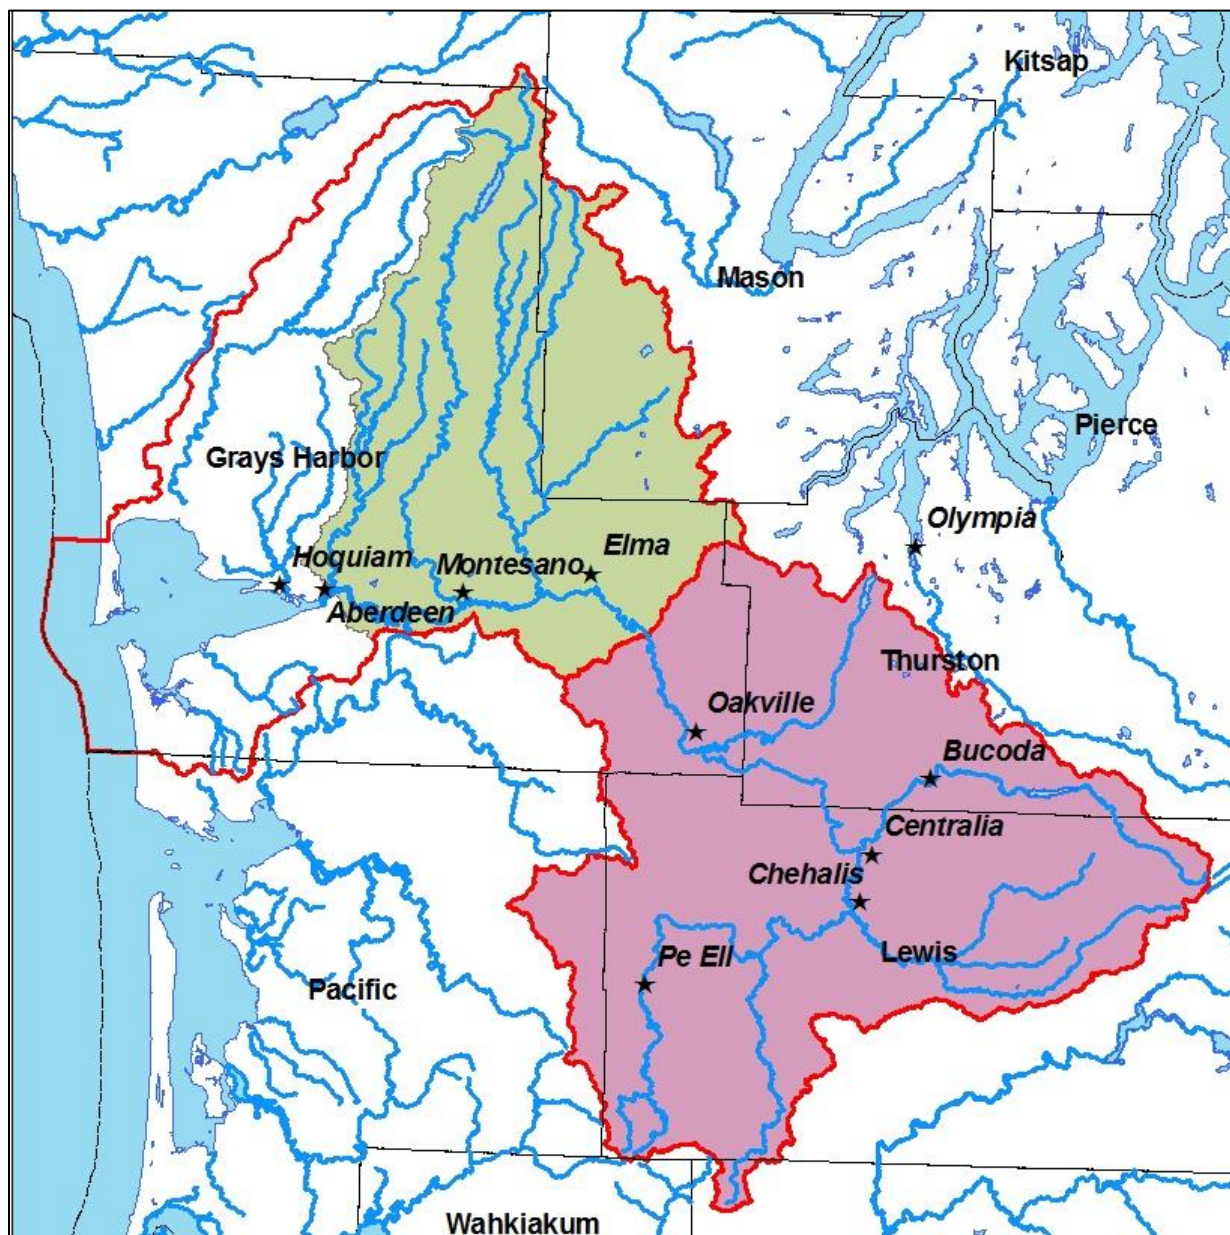 Kitsap
Mason
Pierce
Grays Harbor
Olympia
Elma
Hoquiam
Montesano
Aberdeen
Thurston
Oakville
Bucoda
Centralia
Chehalis
Lewis
Pe Ell
Pacific
Wahkiakum